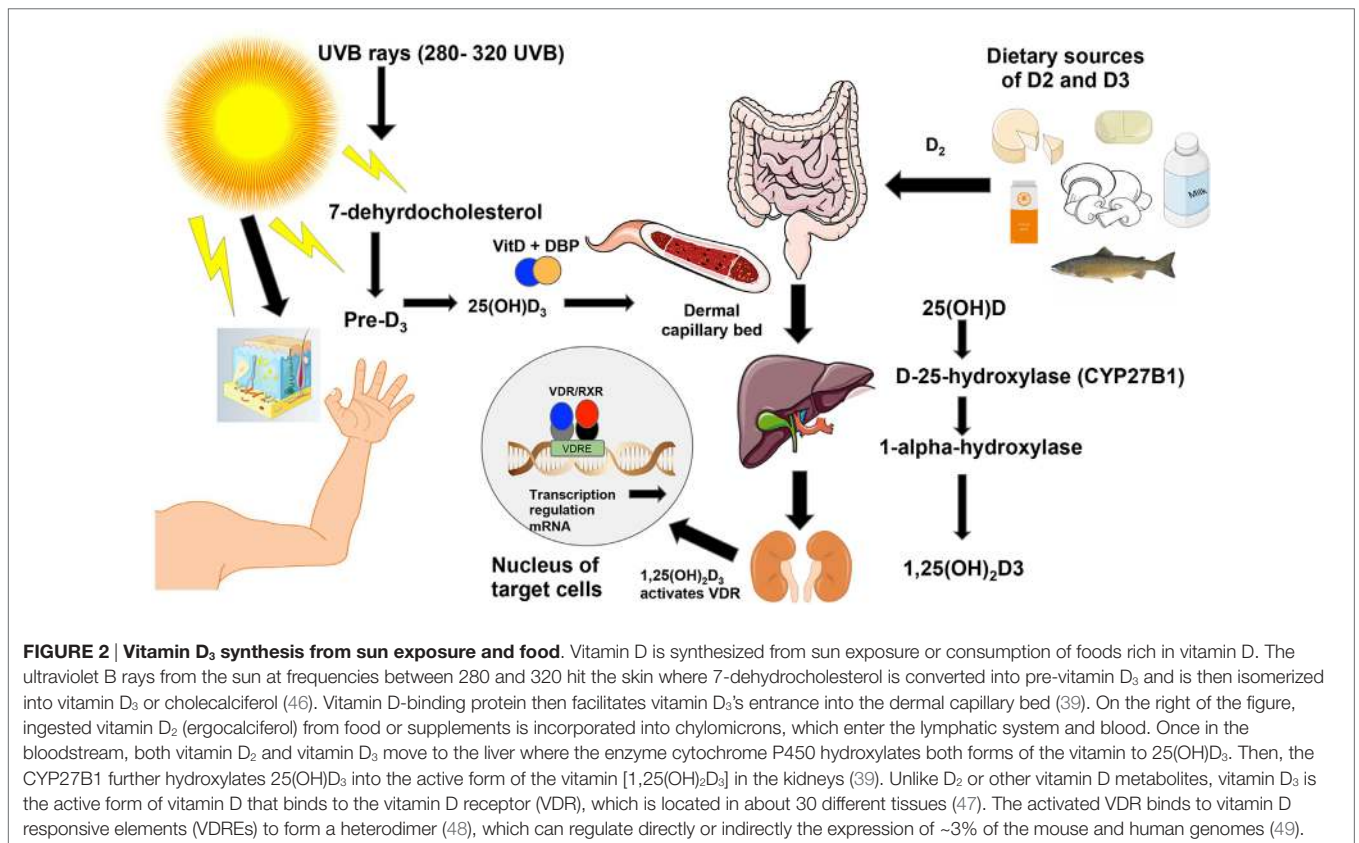 UVB rays (280- 320 UVB)
7-dehyrdocholesterol
Pre-D₃
VitD + DBP
25(OH)D₃
Dermal
capillary bed
Dietary sources
of D2 and D3
D₂
Milk
25(OH)D
D-25-hydroxylase (CYP27B1)
1-alpha-hydroxylase
1,25(OH)₂D3
VDR/RXR
VDRE
Transcription
regulation
mRNA
Nucleus of
target cells
1,25(OH)₂D₃
activates VDR
FIGURE 2 | Vitamin D₃ synthesis from sun exposure and food. Vitamin D is synthesized from sun exposure or consumption of foods rich in vitamin D. The
ultraviolet B rays from the sun at frequencies between 280 and 320 hit the skin where 7-dehydrocholesterol is converted into pre-vitamin D₃ and is then isomerized
into vitamin D₃ or cholecalciferol (46). Vitamin D-binding protein then facilitates vitamin D₃'s entrance into the dermal capillary bed (39). On the right of the figure,
ingested vitamin D₂ (ergocalciferol) from food or supplements is incorporated into chylomicrons, which enter the lymphatic system and blood. Once in the
bloodstream, both vitamin D₂ and vitamin D₃ move to the liver where the enzyme cytochrome P450 hydroxylates both forms of the vitamin to 25(OH)D₃. Then, the
CYP27B1 further hydroxylates 25(OH)D₃ into the active form of the vitamin [1,25(OH)₂D₃] in the kidneys (39). Unlike D₂ or other vitamin D metabolites, vitamin D₃ is
the active form of vitamin D that binds to the vitamin D receptor (VDR), which is located in about 30 different tissues (47). The activated VDR binds to vitamin D
responsive elements (VDREs) to form a heterodimer (48), which can regulate directly or indirectly the expression of ~3% of the mouse and human genomes (49).